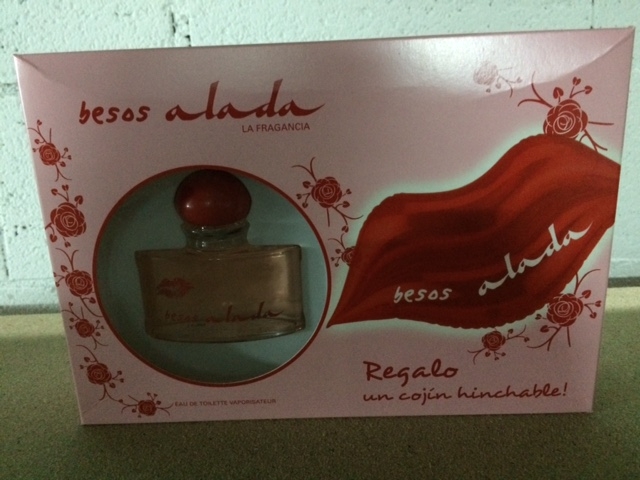 besos alada
LA FRAGANCIA
besos alada
besos alada
Regalo
un cojín hinchable!
EAU DE TOILETTE VAPORISATEUR